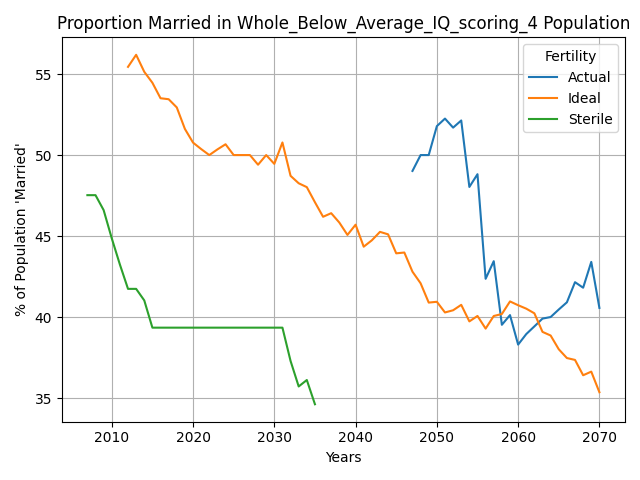 Proportion Married in Whole_Below_Average_IQ_scoring_4 Population
% of Population 'Married'
55
50
45
40
35
Fertility
Actual
Ideal
Sterile
2010 2020 2030 2040 2050 2060 2070
Years